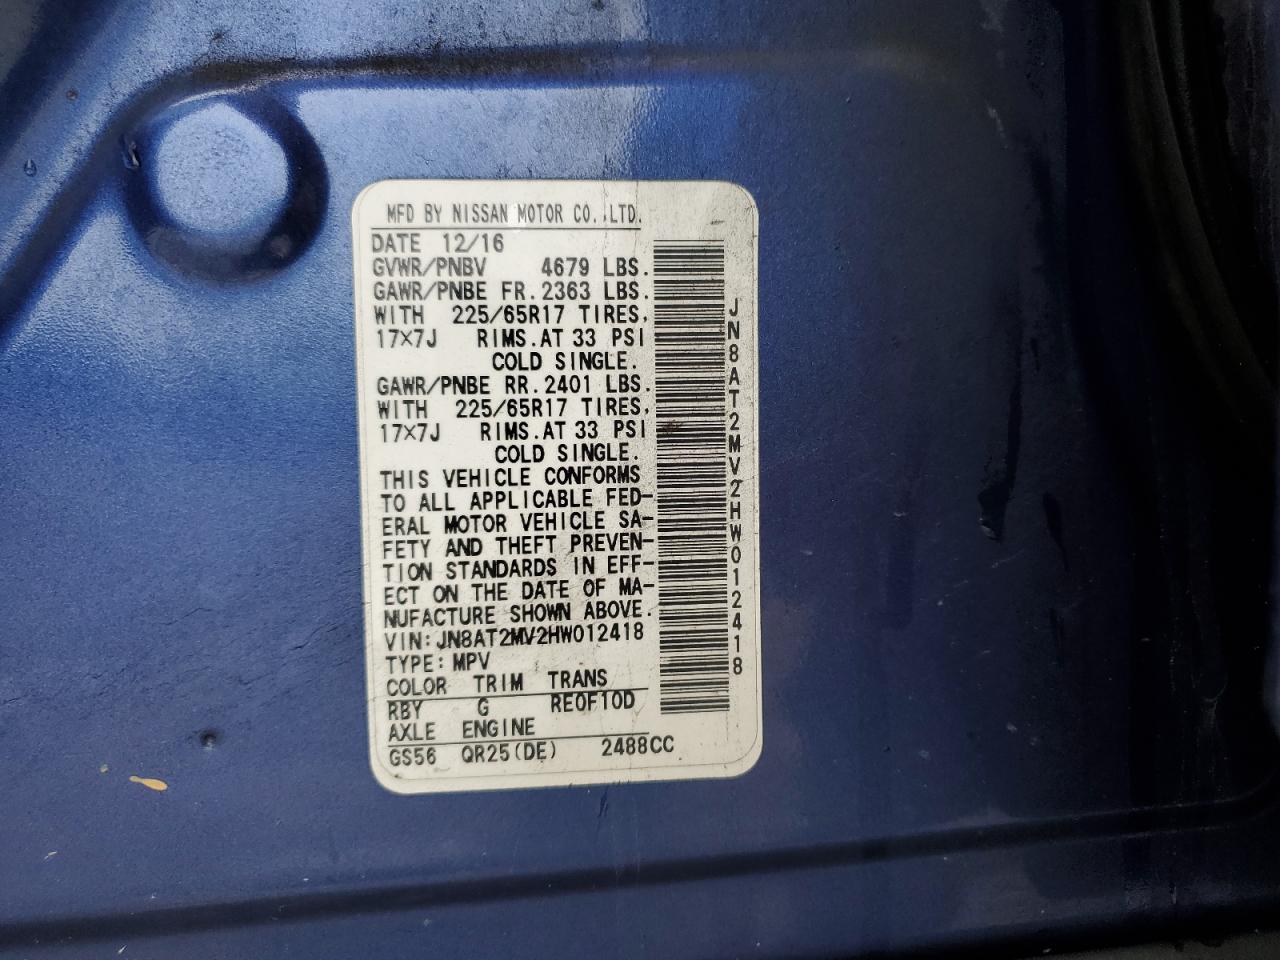 MFD BY NISSAN MOTOR CO.,LTD.
DATE 12/16
GVWR/PNBV 4679 LBS.
GAWR/PNBE FR.2363 LBS.
WITH 225/65R17 TIRES,
17×7J RIMS.AT 33 PSI
COLD SINGLE.
GAWR/PNBE RR.2401 LBS.
WITH 225/65R17 TIRES,
17×7J RIMS.AT 33 PSI
COLD SINGLE.
THIS VEHICLE CONFORMS
TO ALL APPLICABLE FED-
ERAL MOTOR VEHICLE SA-
FETY AND THEFT PREVEN-
TION STANDARDS IN EFF-
ECT ON THE DATE OF MA-
NUFACTURE SHOWN ABOVE.
VIN:JN8AT2MV2HW012418
TYPE:MPV
COLOR TRIM TRANS
RBY G RE0F10D
AXLE ENGINE
GS56 QR25(DE) 2488CC
JN8AT2MV2HW012418